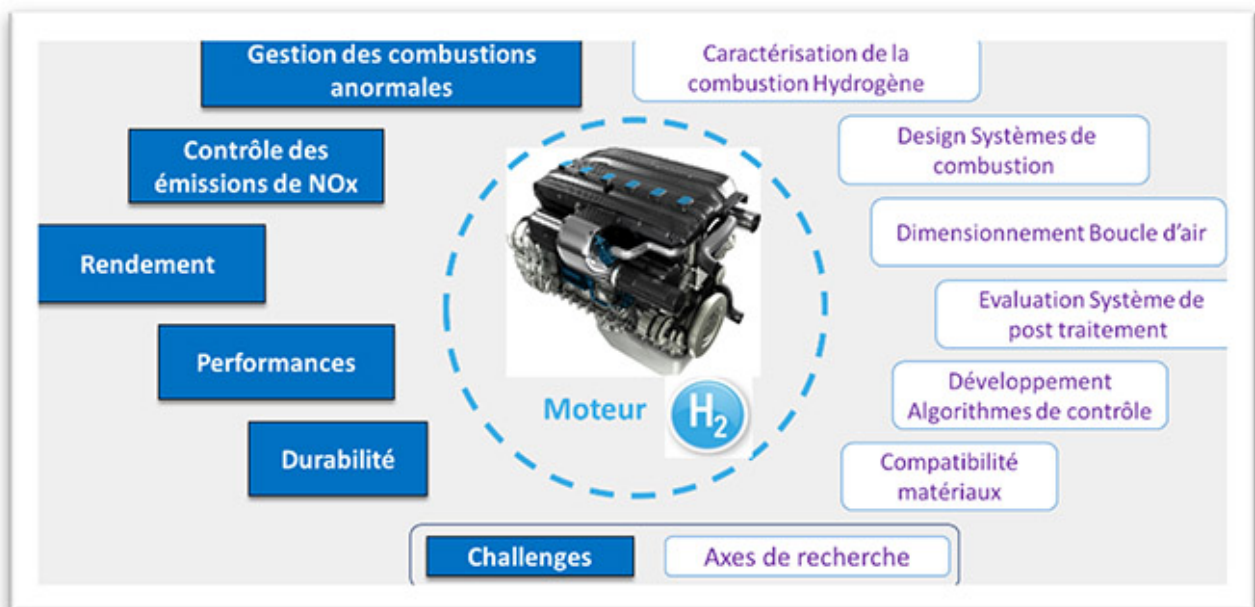 Gestion des combustions
anormales
Contrôle des
émissions de NOx
Rendement
Performances
Durabilité
Moteur
H2
Caractérisation de la
combustion Hydrogène
Design Systèmes de
combustion
Dimensionnement Boucle d'air
Evaluation Système de
post traitement
Développement
Algorithmes de contrôle
Compatibilité
matériaux
Challenges
Axes de recherche